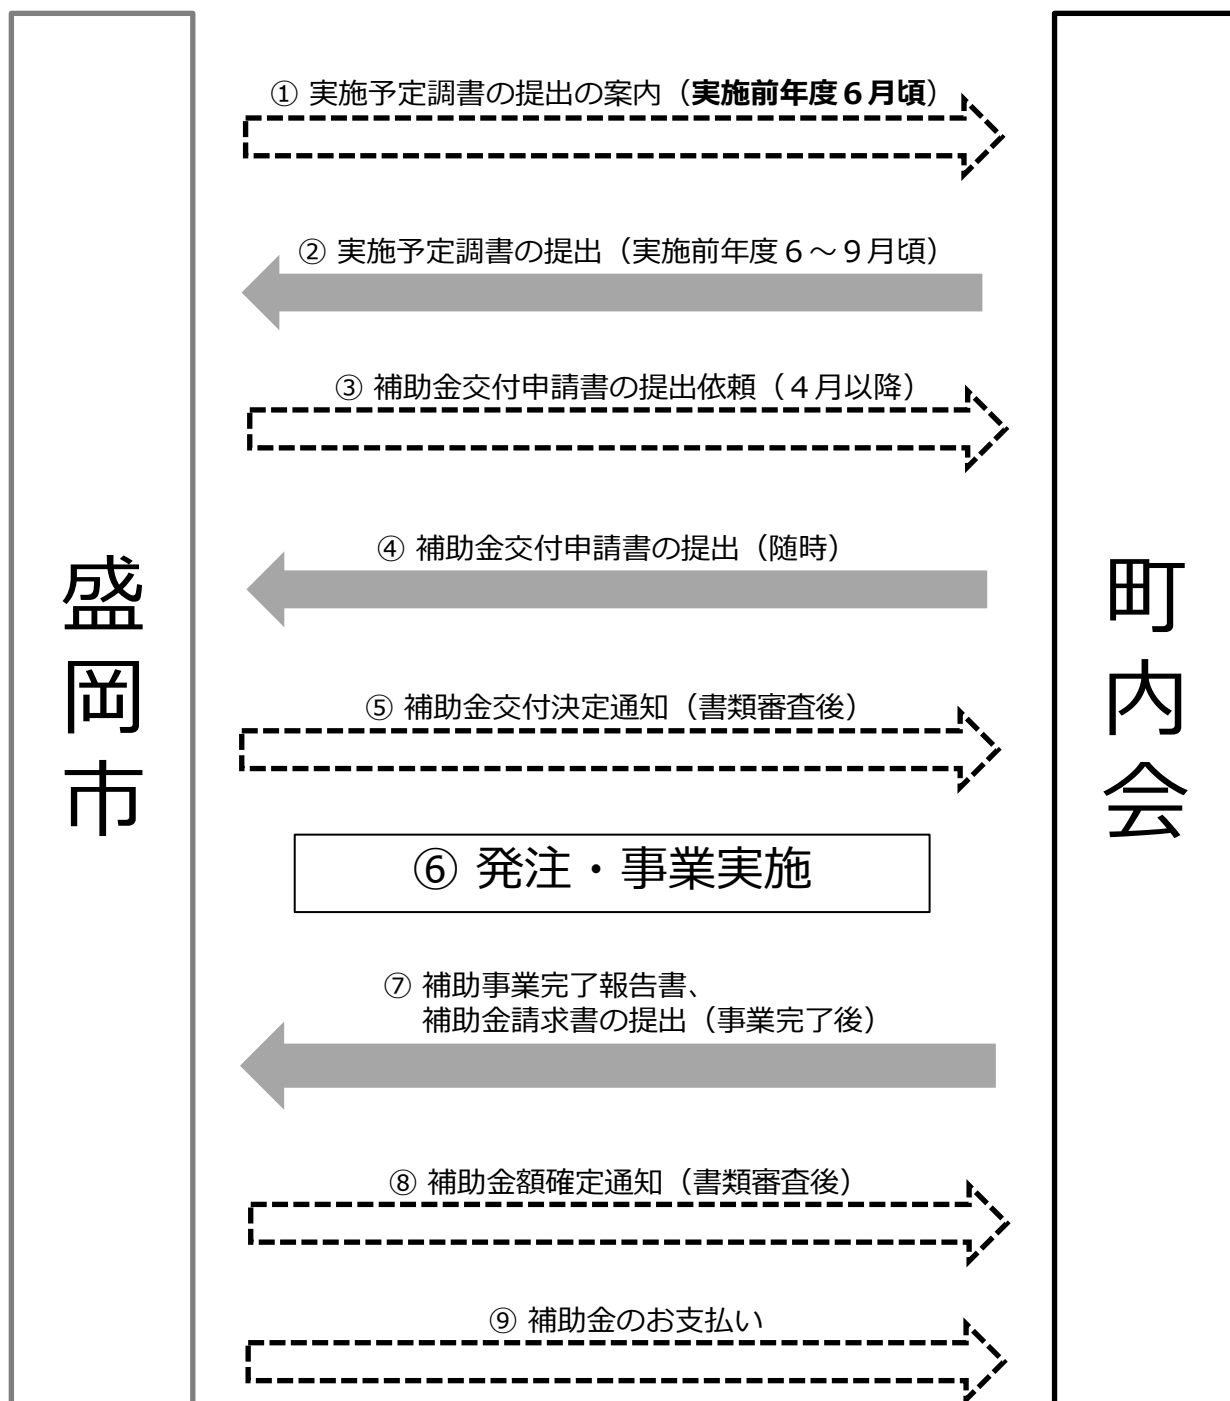 ① 実施予定調書の提出の案内（実施前年度６月頃）
② 実施予定調書の提出（実施前年度６～９月頃）
③ 補助金交付申請書の提出依頼（４月以降）
④ 補助金交付申請書の提出（随時）
盛岡市
町内会
⑤ 補助金交付決定通知（書類審査後）
⑥ 発注・事業実施
⑦ 補助事業完了報告書、
補助金請求書の提出（事業完了後）
⑧ 補助金額確定通知（書類審査後）
⑨ 補助金のお支払い